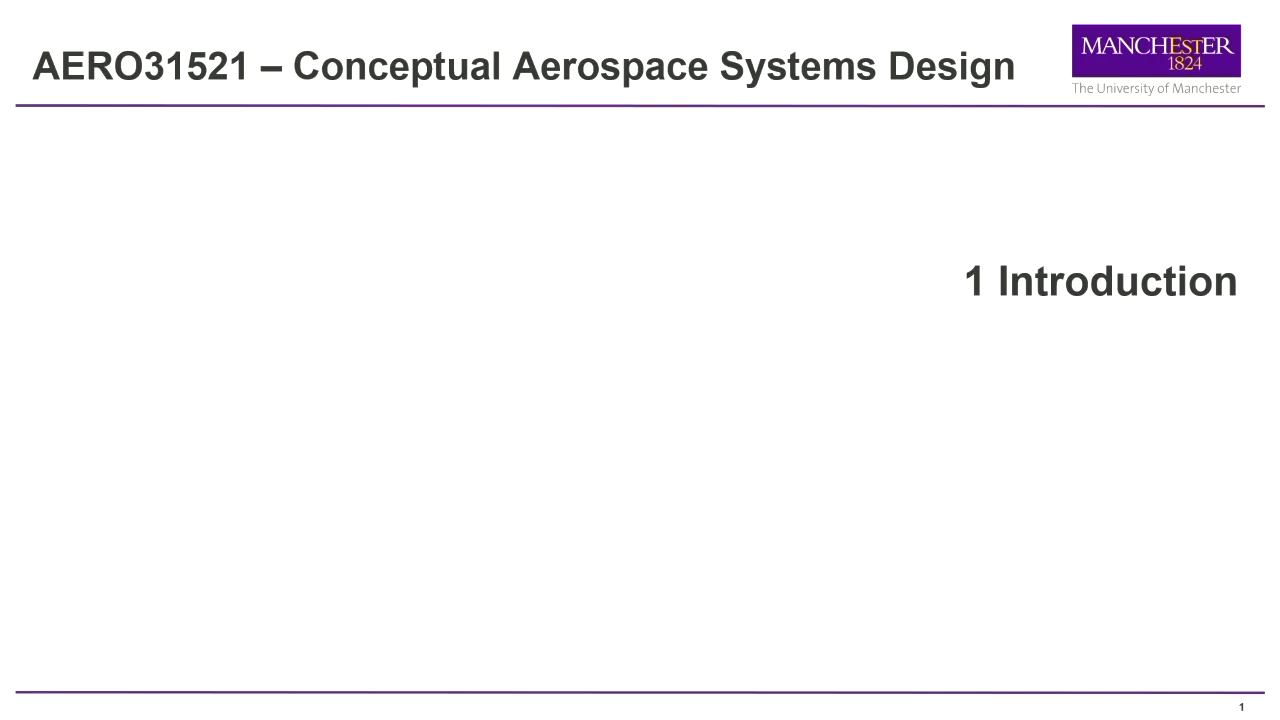 AERO31521 – Conceptual Aerospace Systems Design
MANCHESTER
1824
The University of Manchester
1 Introduction
1